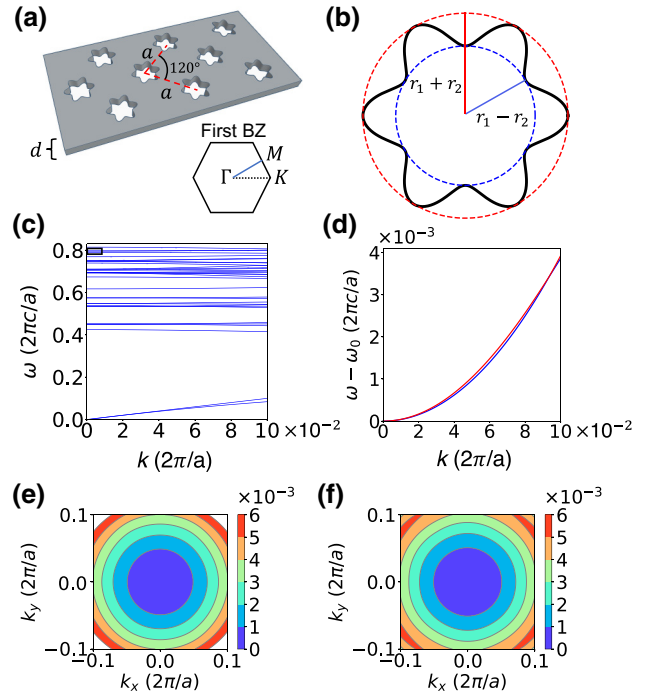 (a)
a
120°
a
d {
First BZ
Γ
M
K
(b)
r₁ + r₂
r₁ − r₂
(c)
0.8
0.6
0.4
0.2
0.0
ω (2πc/a)
0 2 4 6 8 10 ×10⁻²
k (2π/a)
(d)
×10⁻³
4
3
2
1
0
ω − ω₀ (2πc/a)
0 2 4 6 8 10 ×10⁻²
k (2π/a)
(e)
×10⁻³
0.1
0.0
−0.1
k_y (2π/a)
−0.1 0.0 0.1
k_x (2π/a)
6
5
4
3
2
1
0
(f)
×10⁻³
0.1
0.0
−0.1
k_y (2π/a)
−0.1 0.0 0.1
k_x (2π/a)
6
5
4
3
2
1
0